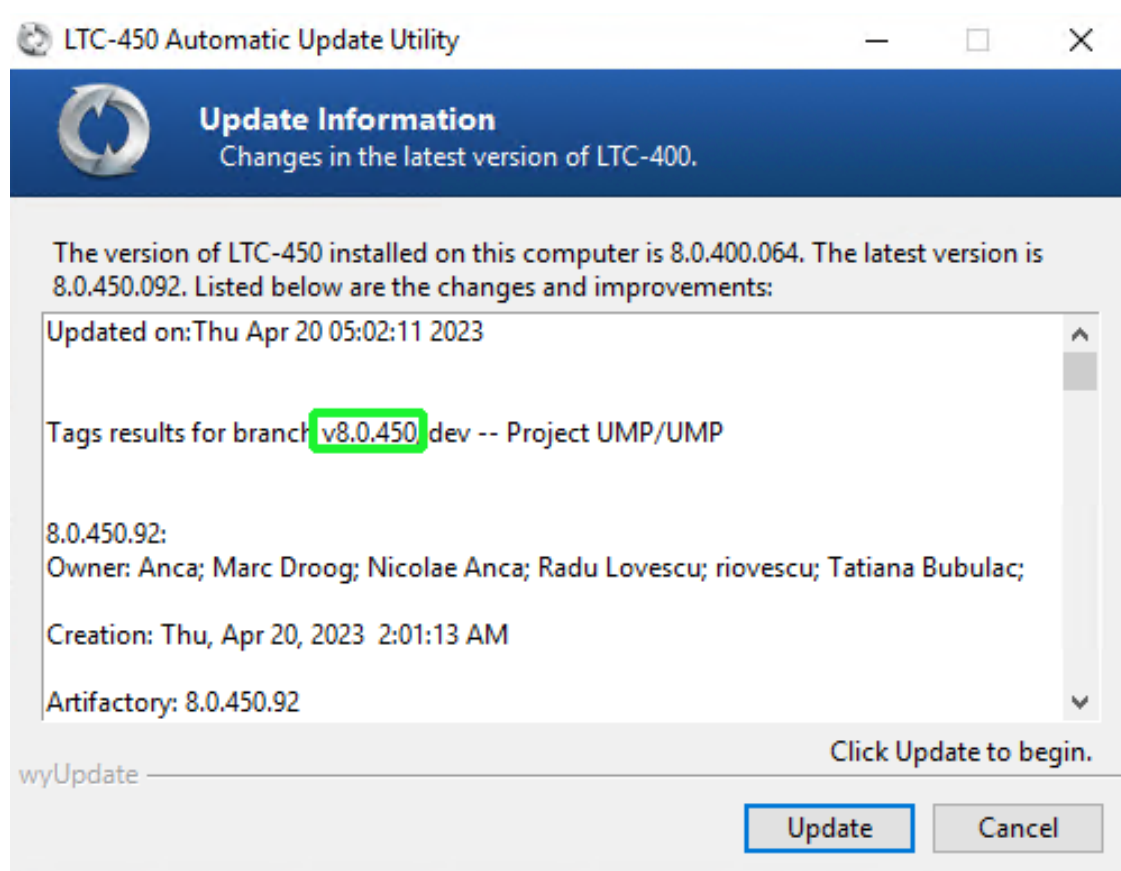 LTC-450 Automatic Update Utility
Update Information
Changes in the latest version of LTC-400.
The version of LTC-450 installed on this computer is 8.0.400.064. The latest version is
8.0.450.092. Listed below are the changes and improvements:
Updated on:Thu Apr 20 05:02:11 2023
Tags results for branch v8.0.450, dev -- Project UMP/UMP
8.0.450.92:
Owner: Anca; Marc Droog; Nicolae Anca; Radu Lovescu; riovescu; Tatiana Bubulac;
Creation: Thu, Apr 20, 2023  2:01:13 AM
Artifactory: 8.0.450.92
Click Update to begin.
wyUpdate
Update
Cancel